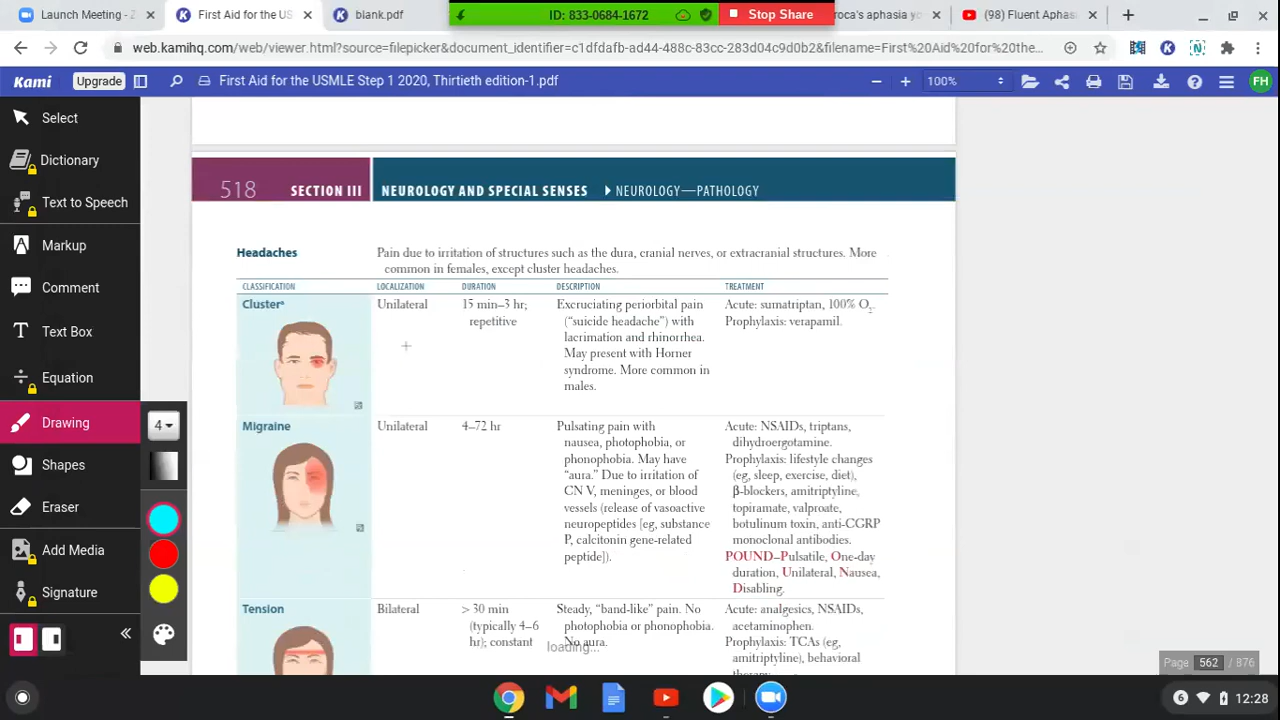 Launch Meeting - Z
First Aid for the US
blank.pdf
ID: 833-0684-1672
Stop Share
roca's aphasia yo
(98) Fluent Aphas
web.kamihq.com/web/viewer.html?source=filepicker&document_identifier=c1dfdafb-ad44-488c-83cc-283d04c9d0b2&filename=First%20Aid%20for%20the...
Kami
Upgrade
First Aid for the USMLE Step 1 2020, Thirtieth edition-1.pdf
100%
FH
Select
Dictionary
Text to Speech
Markup
Comment
Text Box
Equation
Drawing
4
Shapes
Eraser
Add Media
Signature
518 SECTION III NEUROLOGY AND SPECIAL SENSES NEUROLOGY—PATHOLOGY
Headaches
Pain due to irritation of structures such as the dura, cranial nerves, or extracranial structures. More
common in females, except cluster headaches.
CLASSIFICATION LOCALIZATION DURATION DESCRIPTION TREATMENT
Clusterª
Unilateral
15 min–3 hr;
repetitive
Excruciating periorbital pain
("suicide headache") with
lacrimation and rhinorrhea.
May present with Horner
syndrome. More common in
males.
Acute: sumatriptan, 100% O₂.
Prophylaxis: verapamil.
Migraine
Unilateral
4–72 hr
Pulsating pain with
nausea, photophobia, or
phonophobia. May have
"aura." Due to irritation of
CN V, meninges, or blood
vessels (release of vasoactive
neuropeptides [eg, substance
P, calcitonin gene-related
peptide]).
Acute: NSAIDs, triptans,
dihydroergotamine.
Prophylaxis: lifestyle changes
(eg, sleep, exercise, diet),
β-blockers, amitriptyline,
topiramate, valproate,
botulinum toxin, anti-CGRP
monoclonal antibodies.
POUND–Pulsatile, One-day
duration, Unilateral, Nausea,
Disabling.
Tension
Bilateral
> 30 min
(typically 4–6
hr); constant
Steady, "band-like" pain. No
photophobia or phonophobia.
No aura.
loading...
Acute: analgesics, NSAIDs,
acetaminophen.
Prophylaxis: TCAs (eg,
amitriptyline), behavioral
therapy.
Page 562 / 876
6
12:28